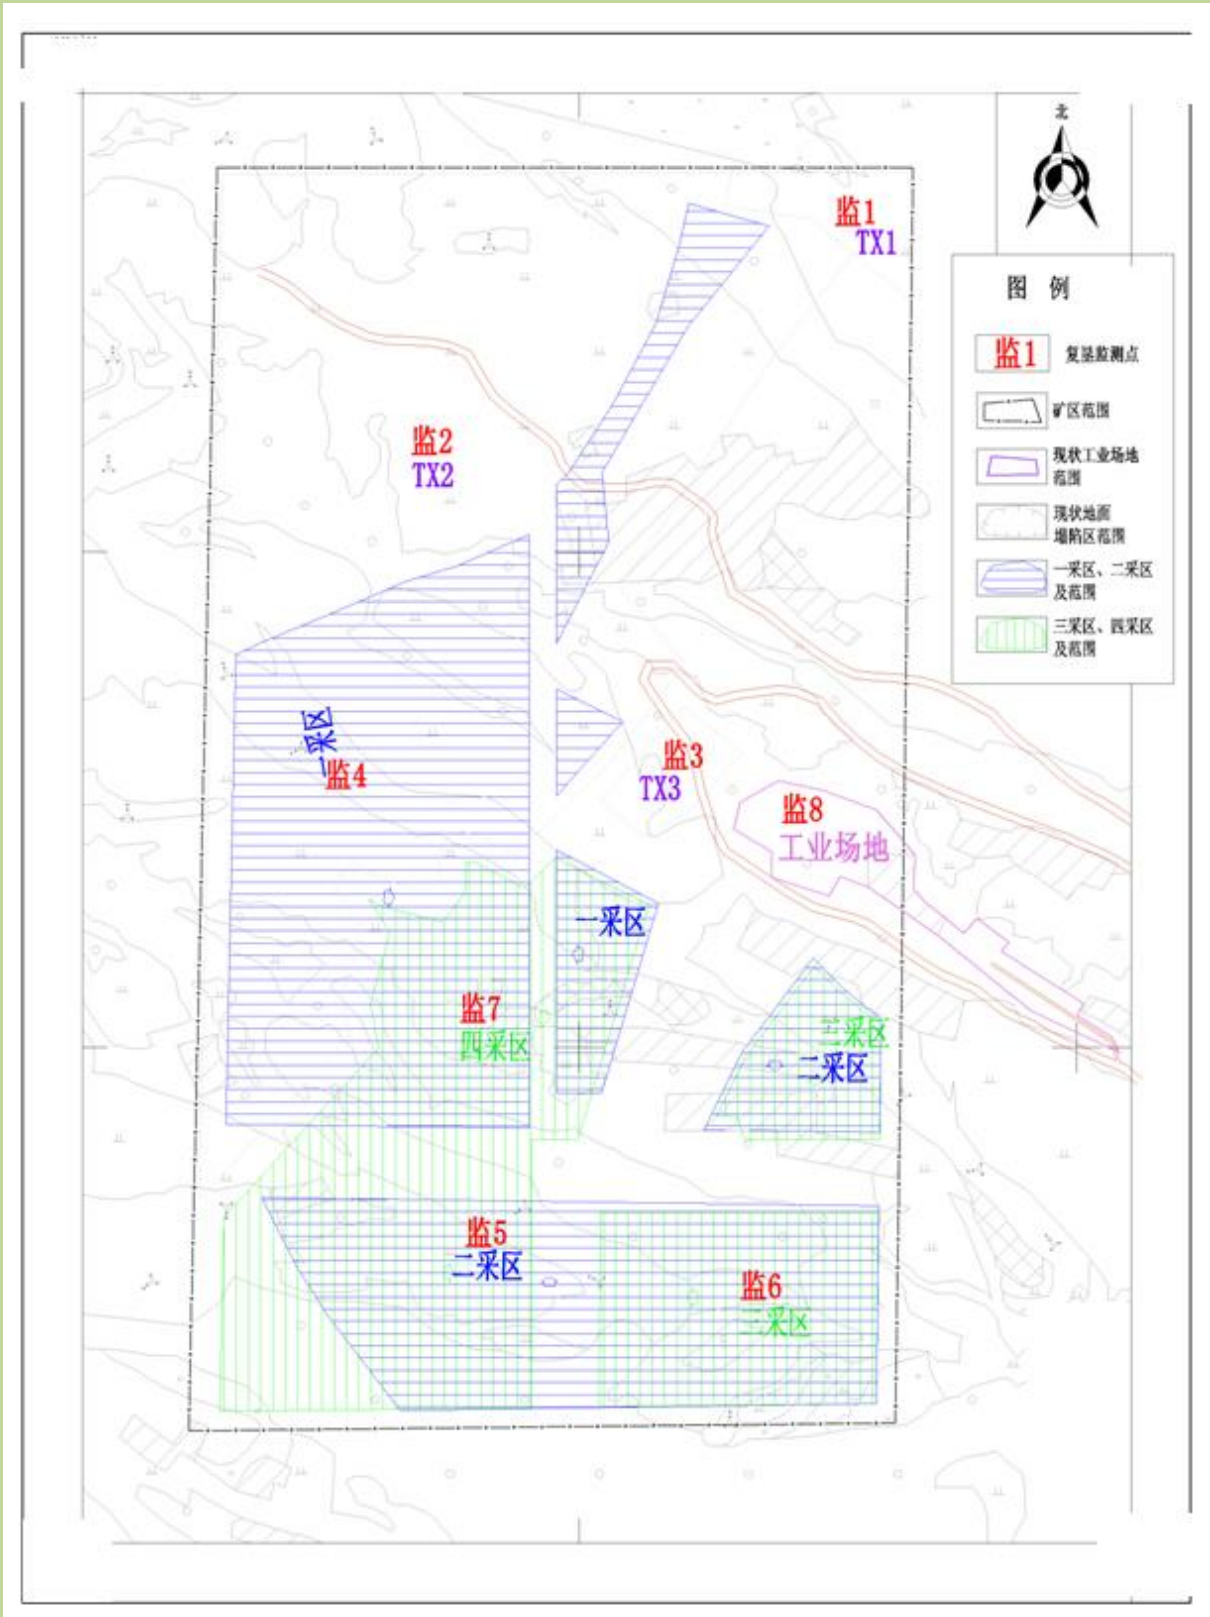 北
监1
TX1
图 例
监1
复垦监测点
矿区范围
现状工业场地
范围
现状地面
塌陷区范围
一采区、二采区
及范围
三采区、四采区
及范围
监2
TX2
一采区
监4
监3
TX3
监8
工业场地
一采区
监7
四采区
三采区
二采区
监5
二采区
监6
三采区